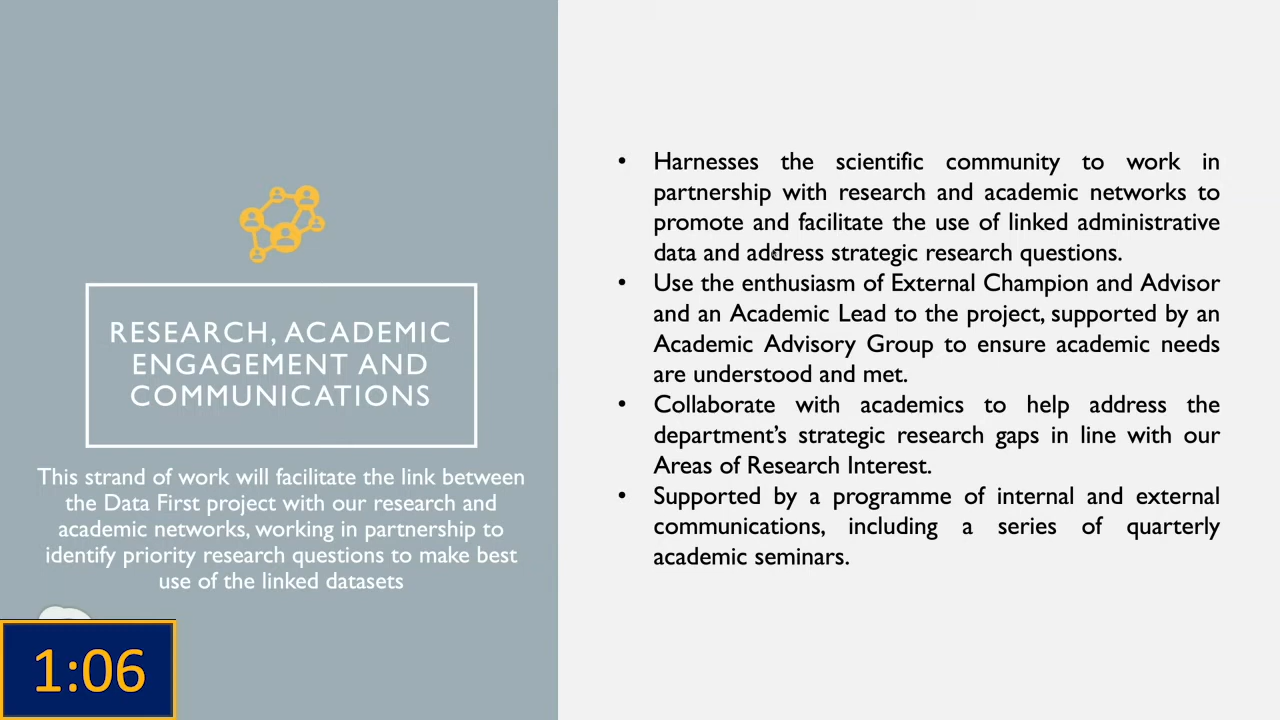 RESEARCH, ACADEMIC
ENGAGEMENT AND
COMMUNICATIONS
This strand of work will facilitate the link between
the Data First project with our research and
academic networks, working in partnership to
identify priority research questions to make best
use of the linked datasets
1:06
• Harnesses the scientific community to work in
partnership with research and academic networks to
promote and facilitate the use of linked administrative
data and address strategic research questions.
• Use the enthusiasm of External Champion and Advisor
and an Academic Lead to the project, supported by an
Academic Advisory Group to ensure academic needs
are understood and met.
• Collaborate with academics to help address the
department’s strategic research gaps in line with our
Areas of Research Interest.
• Supported by a programme of internal and external
communications, including a series of quarterly
academic seminars.